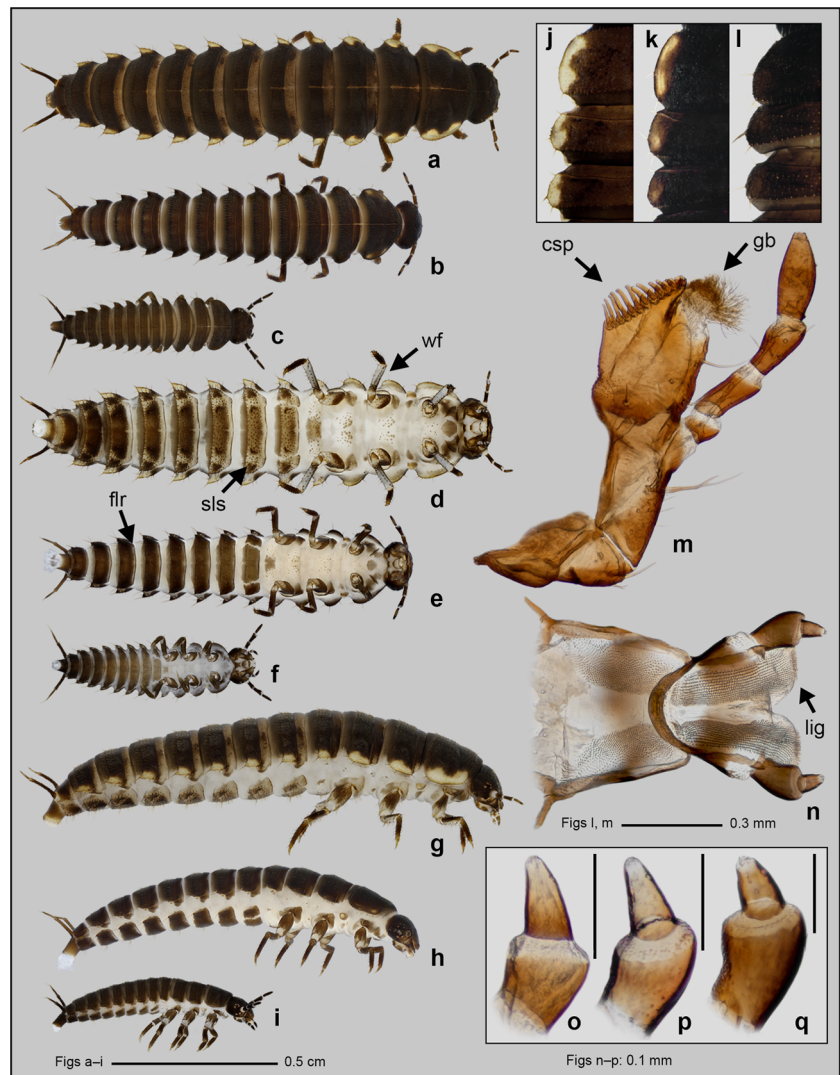 a
b
c
wf
sls
d
flr
e
f
g
h
i
Figs a–i 0.5 cm
j k l
csp gb
m
lig
n
Figs l, m 0.3 mm
o p q
Figs n–p: 0.1 mm